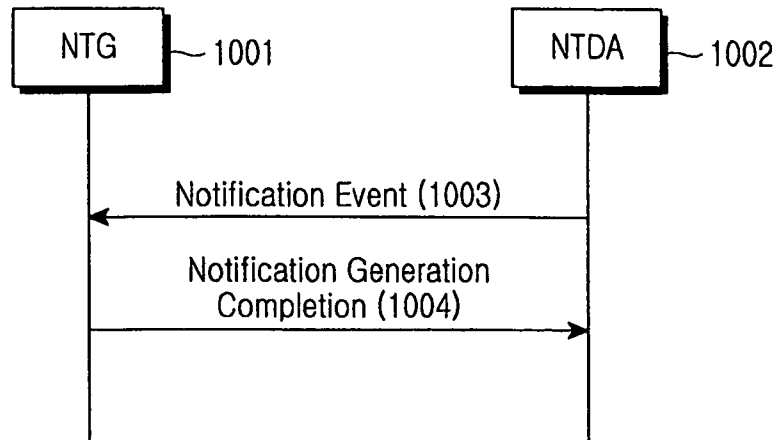 NTG
1001
NTDA
1002
Notification Event (1003)
Notification Generation
Completion (1004)